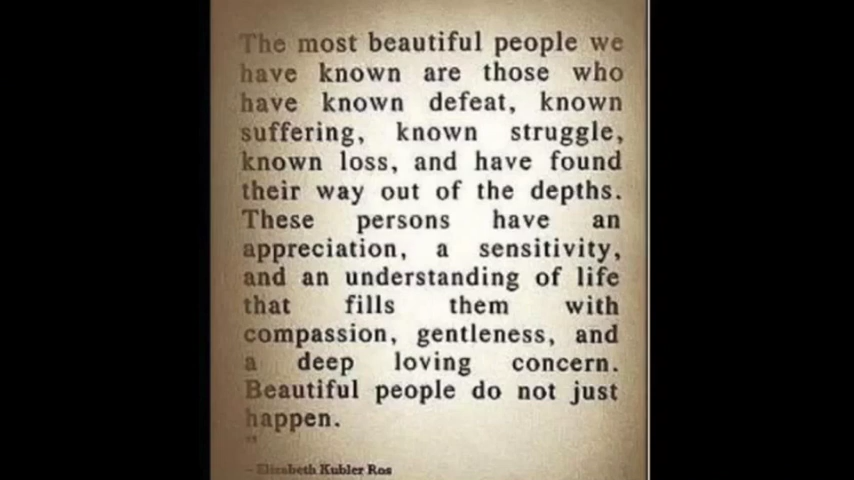 The most beautiful people we
have known are those who
have known defeat, known
suffering, known struggle,
known loss, and have found
their way out of the depths.
These persons have an
appreciation, a sensitivity,
and an understanding of life
that fills them with
compassion, gentleness, and
a deep loving concern.
Beautiful people do not just
happen.
"
- Elizabeth Kubler Ros